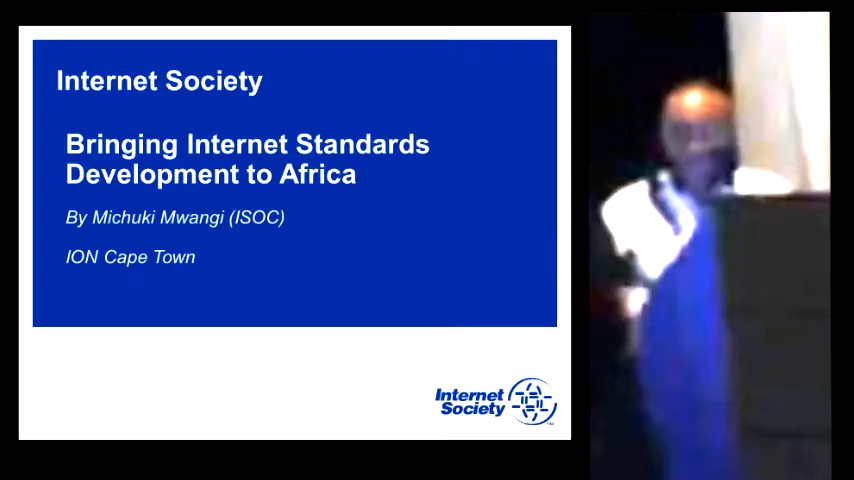 Internet Society
Bringing Internet Standards
Development to Africa
By Michuki Mwangi (ISOC)
ION Cape Town
Internet
Society